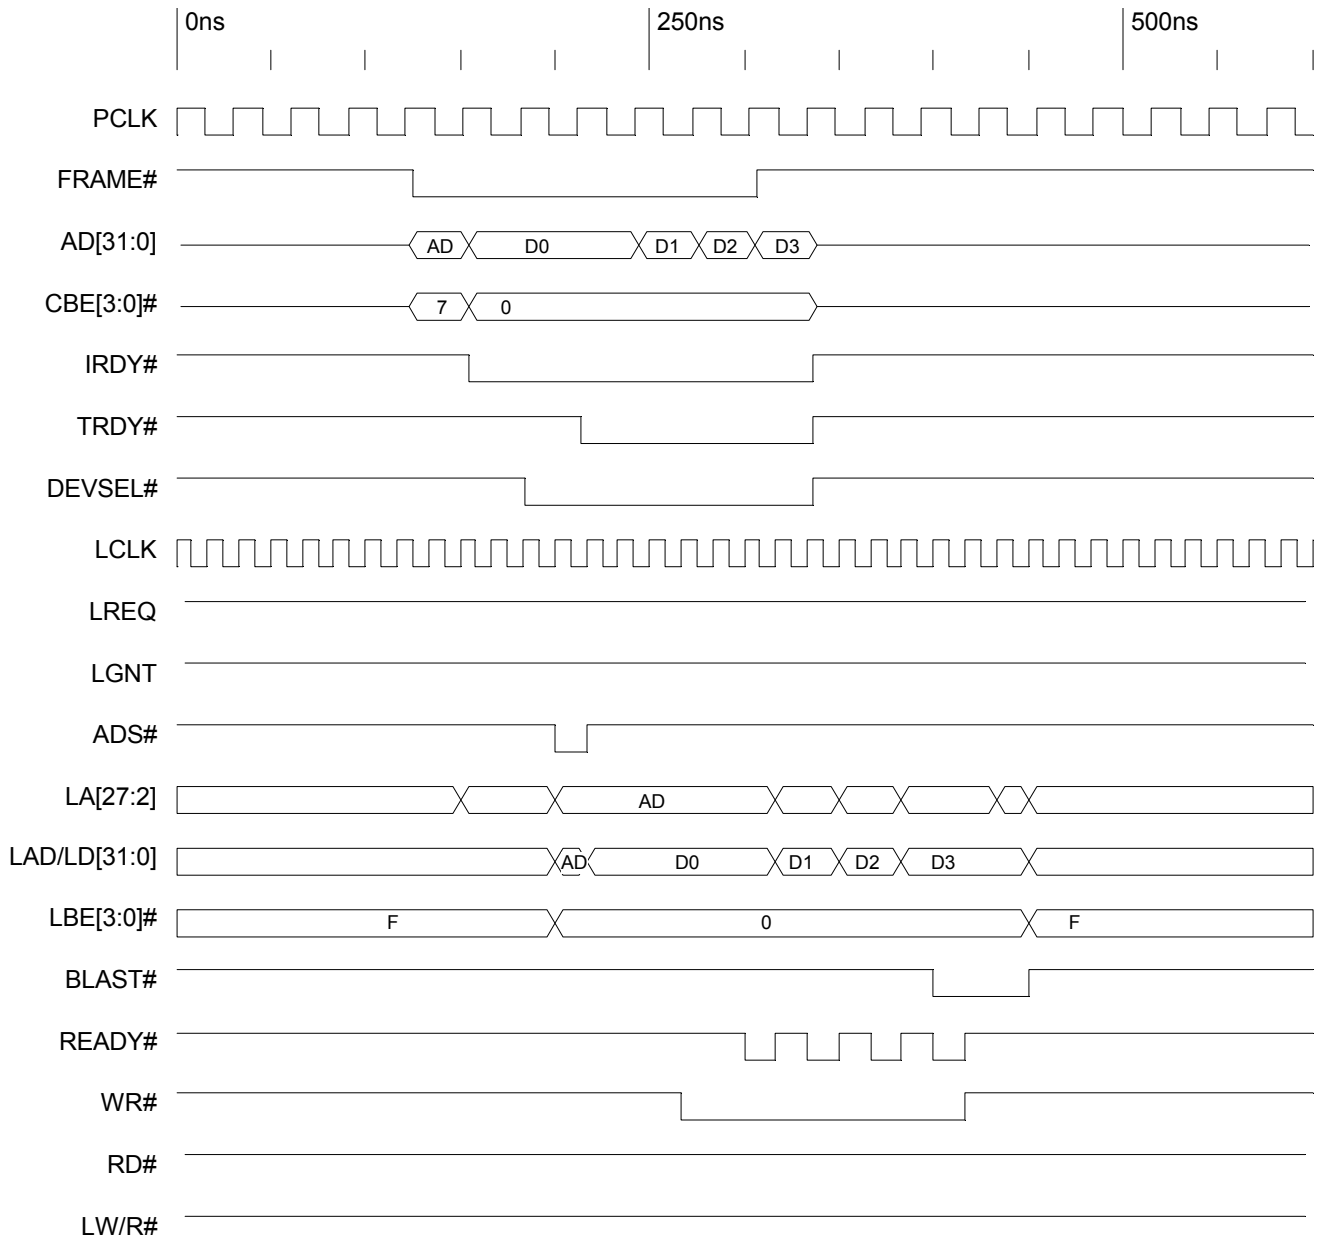 0ns 250ns 500ns
PCLK
FRAME#
AD[31:0] AD D0 D1 D2 D3
CBE[3:0]# 7 0
IRDY#
TRDY#
DEVSEL#
LCLK
LREQ
LGNT
ADS#
LA[27:2] AD
LAD/LD[31:0] AD D0 D1 D2 D3
LBE[3:0]# F 0 F
BLAST#
READY#
WR#
RD#
LW/R#